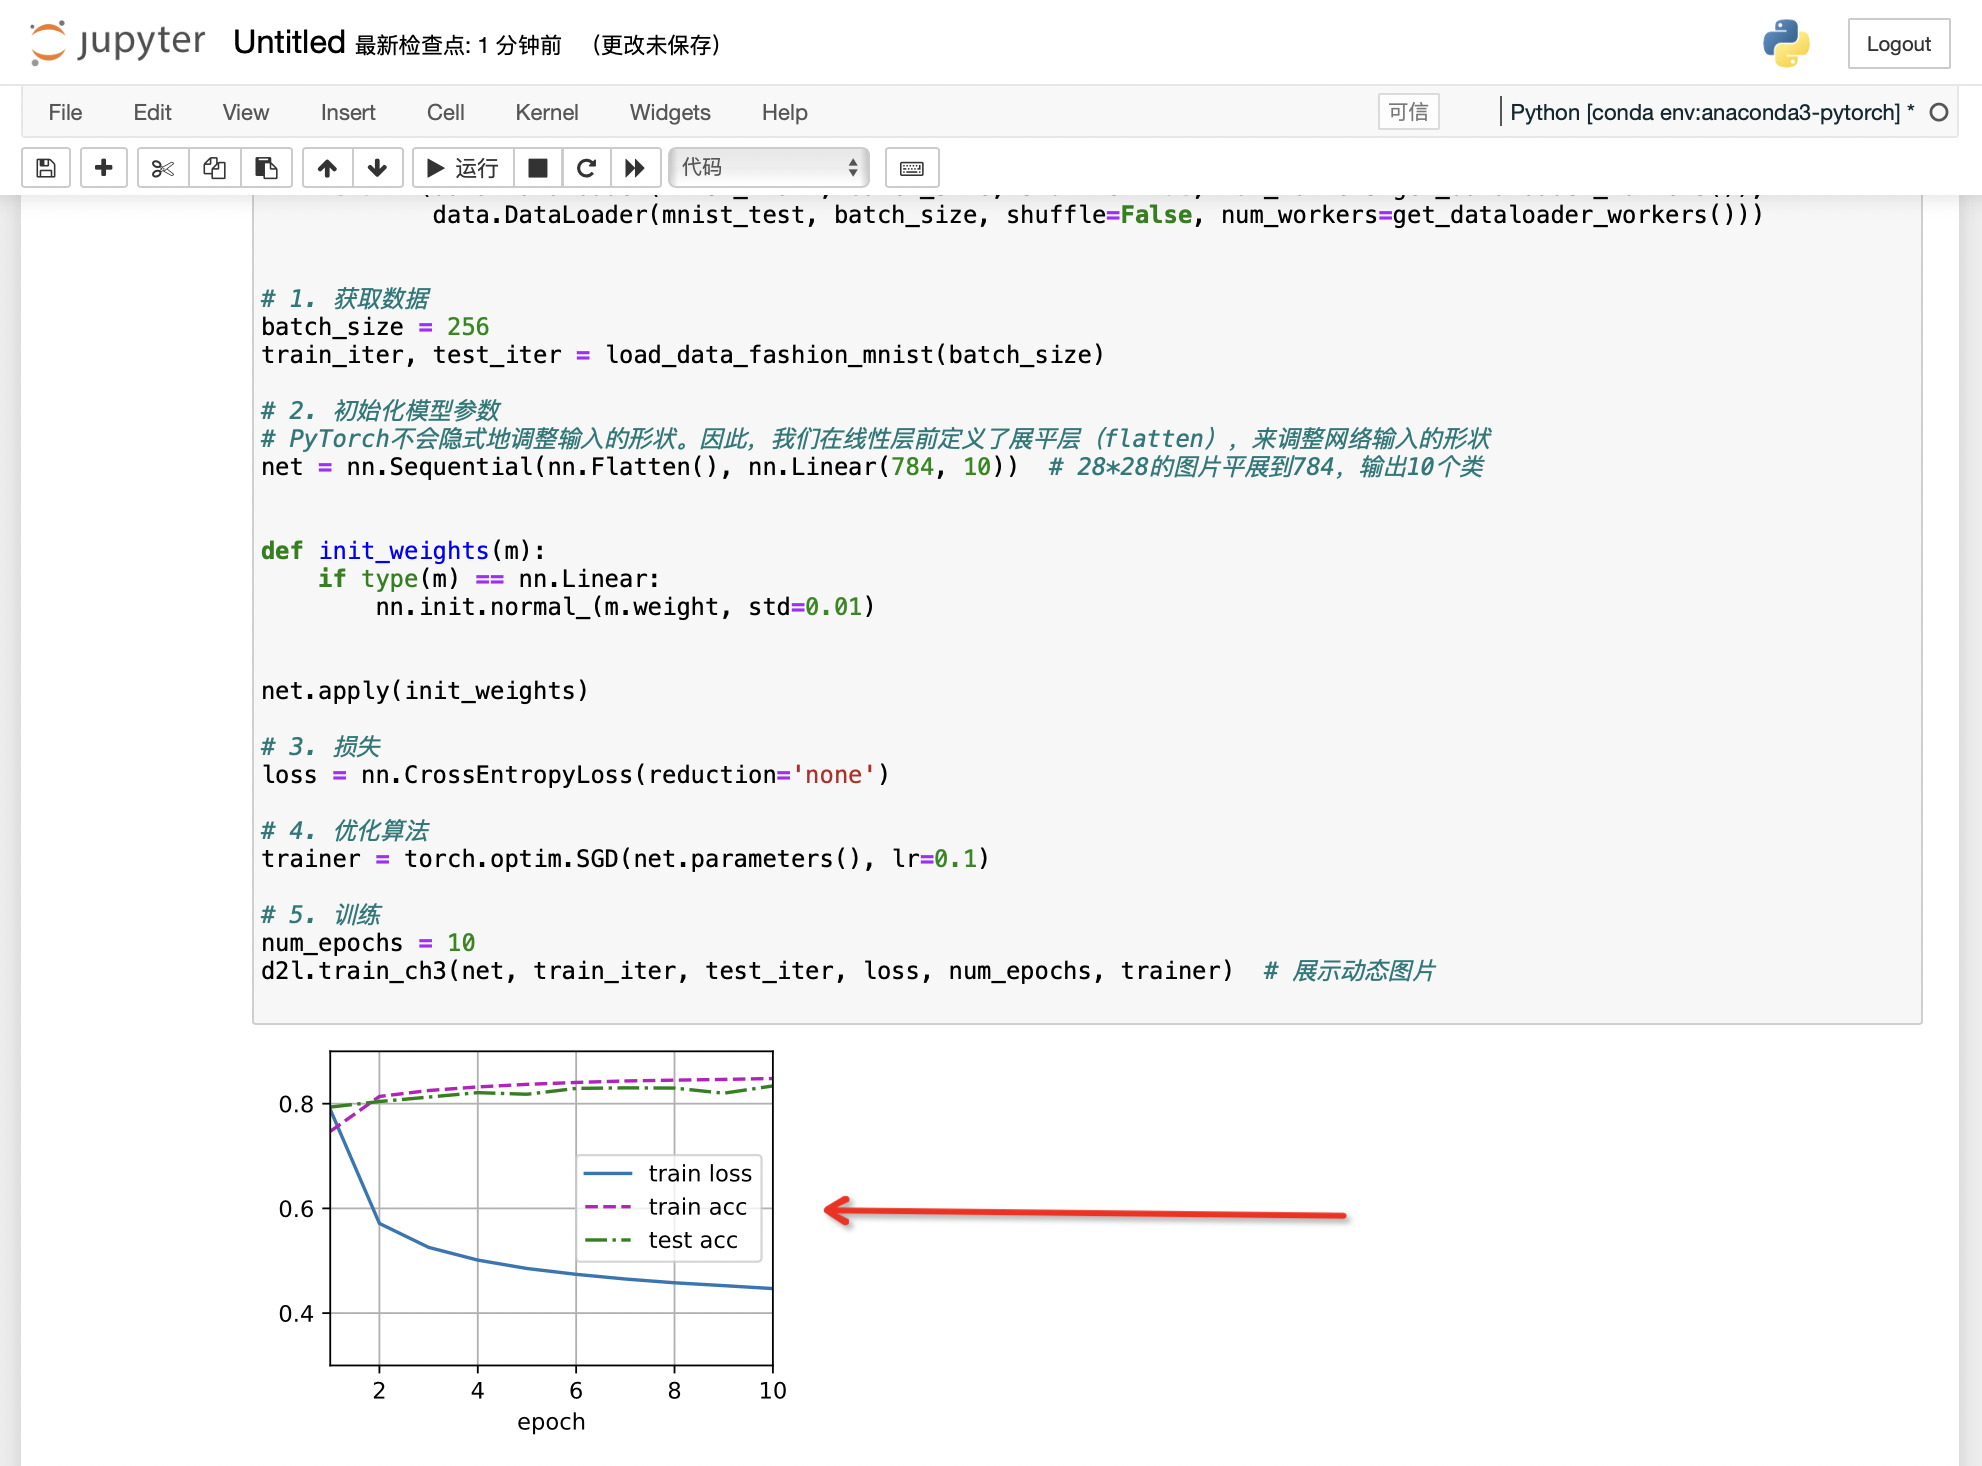 jupyter Untitled 最新检查点: 1 分钟前 （更改未保存） Logout
File Edit View Insert Cell Kernel Widgets Help 可信 Python [conda env:anaconda3-pytorch] *
运行 代码
data.DataLoader(mnist_test, batch_size, shuffle=False, num_workers=get_dataloader_workers()))
# 1. 获取数据
batch_size = 256
train_iter, test_iter = load_data_fashion_mnist(batch_size)
# 2. 初始化模型参数
# PyTorch不会隐式地调整输入的形状。因此，我们在线性层前定义了展平层（flatten），来调整网络输入的形状
net = nn.Sequential(nn.Flatten(), nn.Linear(784, 10))  # 28*28的图片平展到784，输出10个类
def init_weights(m):
    if type(m) == nn.Linear:
        nn.init.normal_(m.weight, std=0.01)
net.apply(init_weights)
# 3. 损失
loss = nn.CrossEntropyLoss(reduction='none')
# 4. 优化算法
trainer = torch.optim.SGD(net.parameters(), lr=0.1)
# 5. 训练
num_epochs = 10
d2l.train_ch3(net, train_iter, test_iter, loss, num_epochs, trainer)  # 展示动态图片
0.8
0.6
0.4
train loss
train acc
test acc
2 4 6 8 10
epoch